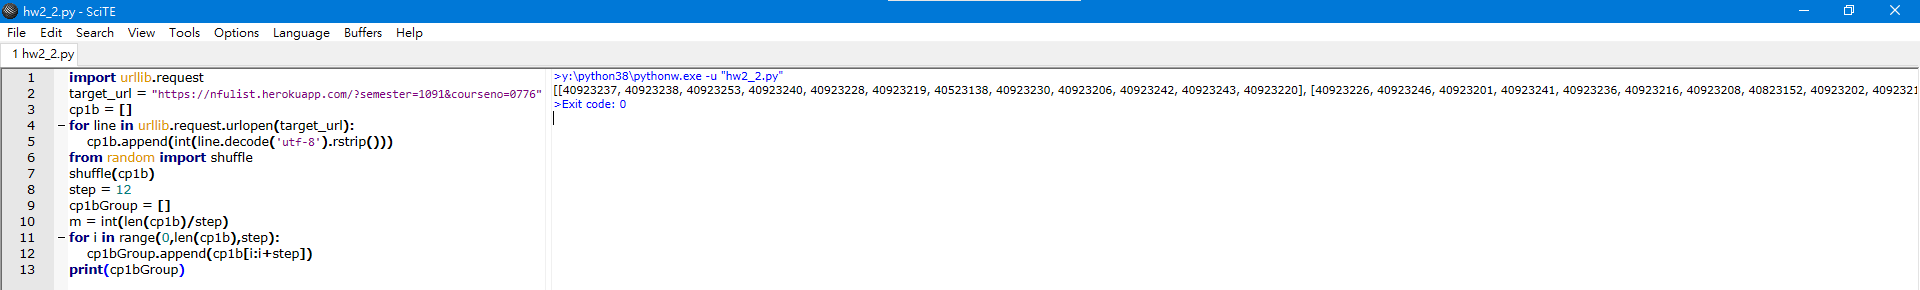 hw2_2.py - SciTE
File Edit Search View Tools Options Language Buffers Help
1 hw2_2.py
1 import urllib.request
2 target_url = "https://nfulist.herokuapp.com/?semester=1091&courseno=0776"
3 cp1b = []
4 for line in urllib.request.urlopen(target_url):
5 cp1b.append(int(line.decode('utf-8').rstrip()))
6 from random import shuffle
7 shuffle(cp1b)
8 step = 12
9 cp1bGroup = []
10 m = int(len(cp1b)/step)
11 for i in range(0,len(cp1b),step):
12 cp1bGroup.append(cp1b[i:i+step])
13 print(cp1bGroup)
>y:\python38\pythonw.exe -u "hw2_2.py"
[[40923237, 40923238, 40923253, 40923240, 40923228, 40923219, 40523138, 40923230, 40923206, 40923242, 40923243, 40923220], [40923226, 40923246, 40923201, 40923241, 40923236, 40923216, 40923208, 40823152, 40923202, 4092321
>Exit code: 0